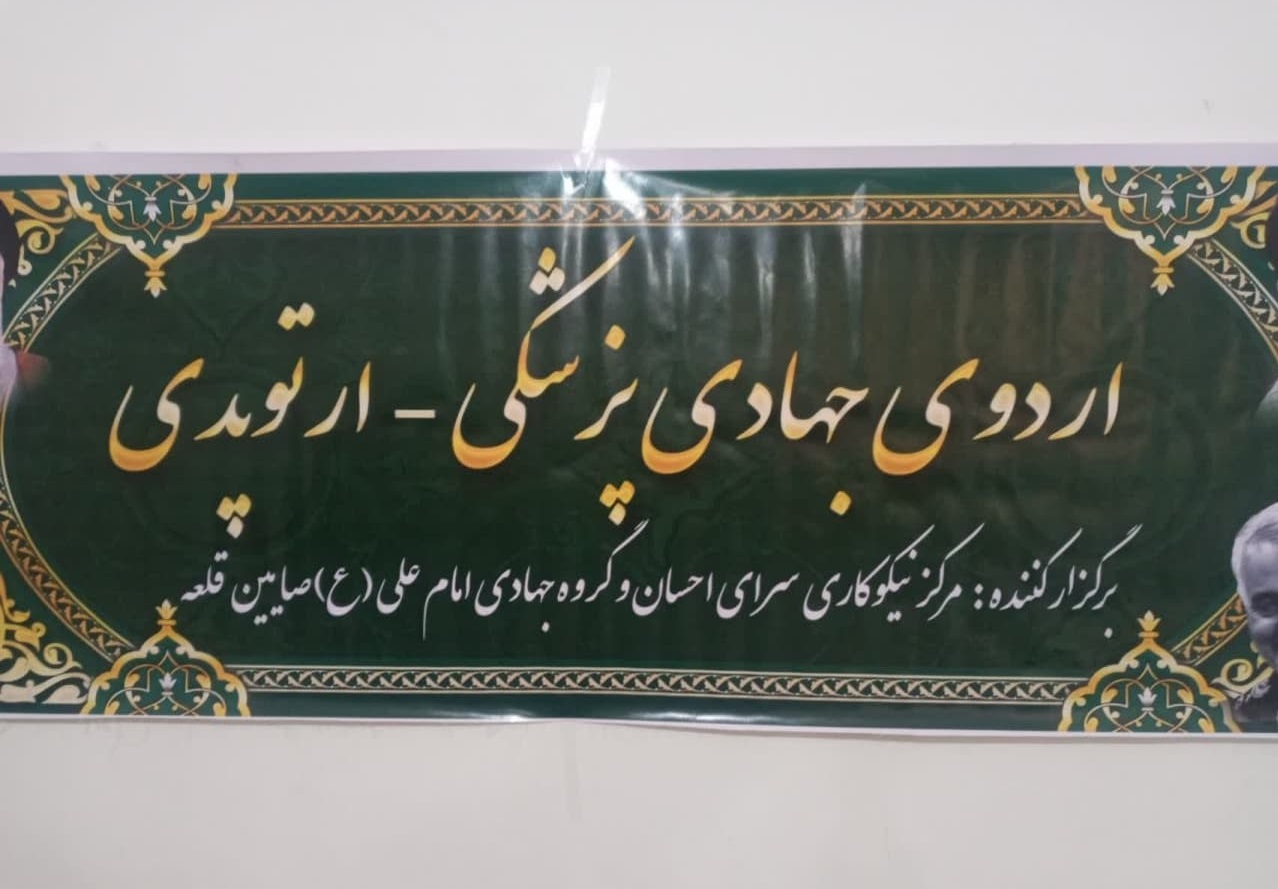 اردوی جهادی پزشکی - ارتوپدی
برگزارکننده: مرکز نیکوکاری سرای احسان و گروه جهادی امام علی (ع) صایین قلعه